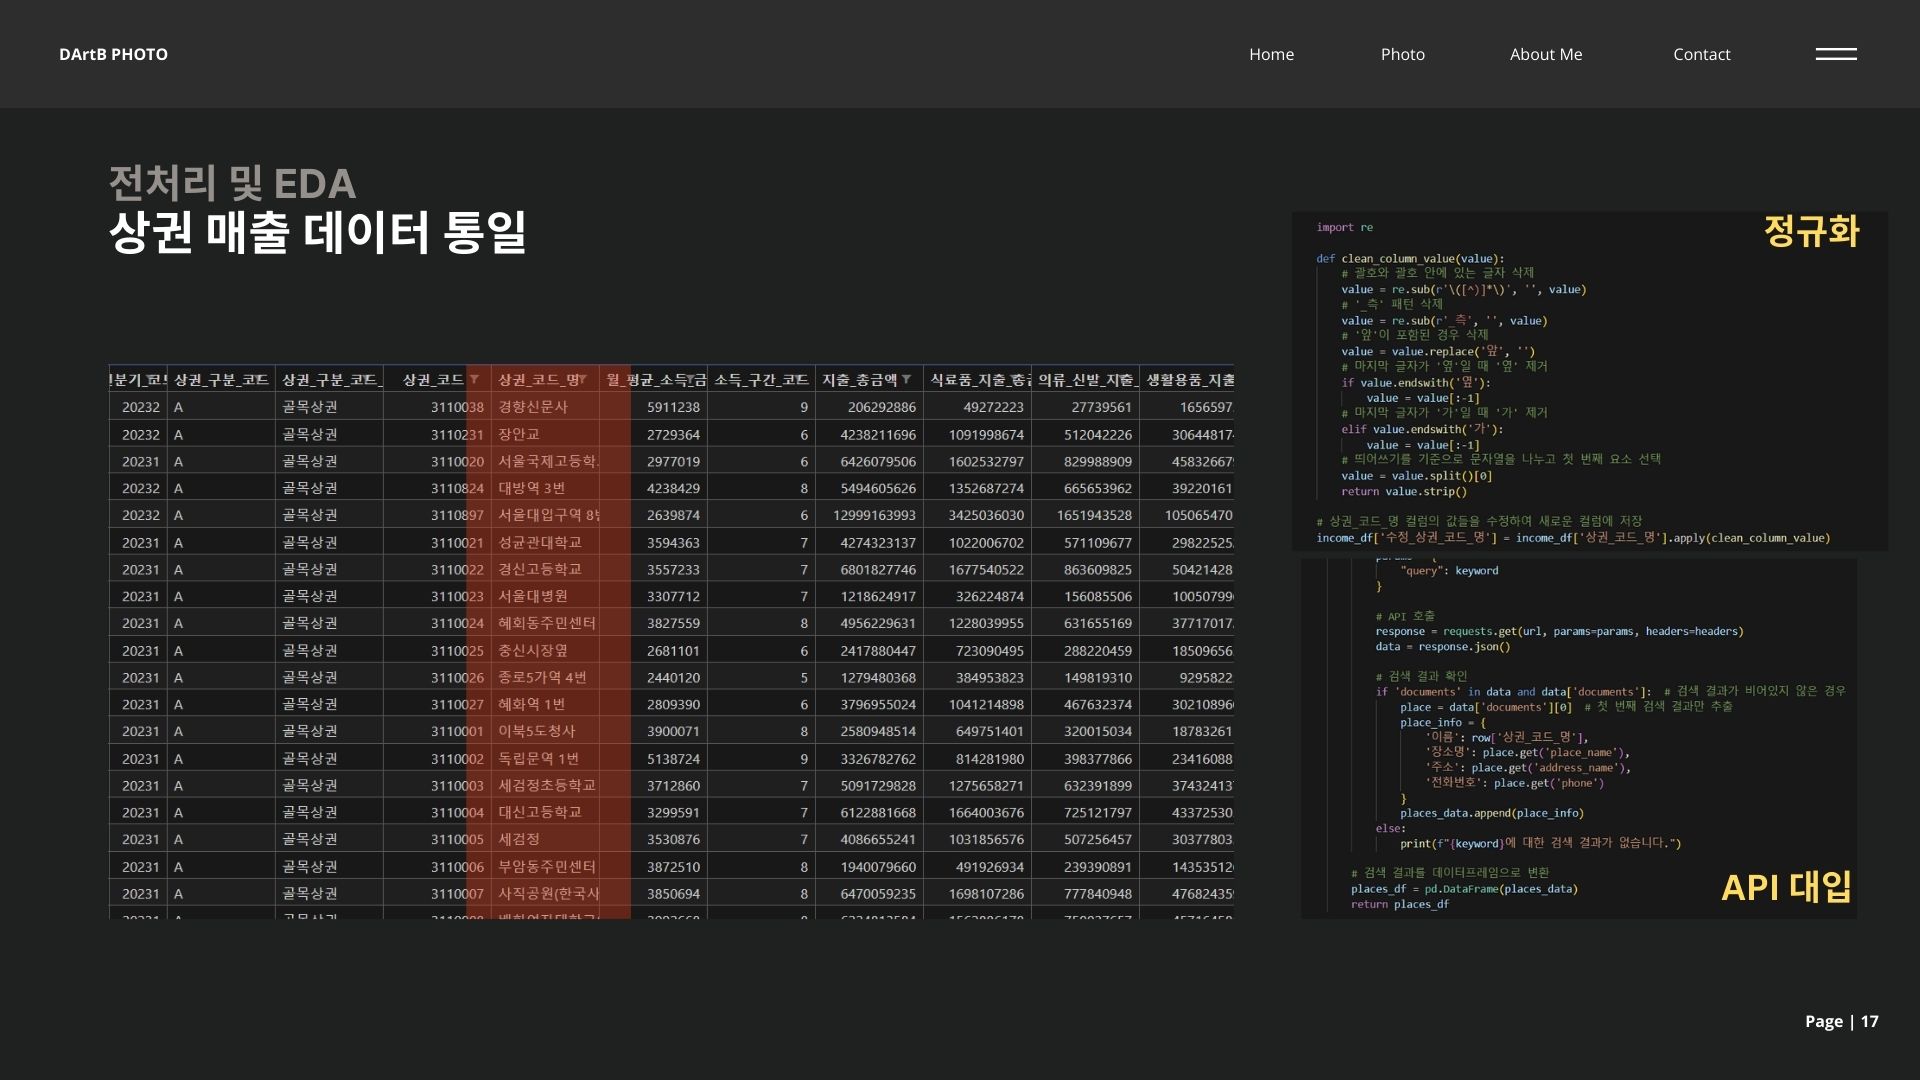 DArtB PHOTO
Home
Photo
About Me
Contact
전처리 및 EDA
상권 매출 데이터 통일
상권_구분_코드 상권_구분_코드_ 상권_코드 상권_코드_명 월_평균_소득_금 소득_구간_코드 지출_총금액 식료품_지출_총금 의류_신발_지출_ 생활용품_지출
20232 A 골목상권 3110038 경향신문사 5911238 9 206292886 49272223 27739561 1656597
20232 A 골목상권 3110231 장안교 2729364 6 4238211696 1091998674 512042226 30644817
20231 A 골목상권 3110020 서울국제고등학 2977019 6 6426079506 1602532797 829988909 45832667
20232 A 골목상권 3110824 대방역 3번 4238429 8 5494605626 1352687274 665653962 39220161
20232 A 골목상권 3110897 서울대입구역 8번 2639874 6 12999163993 3425036030 1651943528 105065470
20231 A 골목상권 3110021 성균관대학교 3594363 7 4274323137 1022006702 571109677 29822525
20231 A 골목상권 3110022 경신고등학교 3557233 7 6801827746 1677540522 863609825 50421428
20231 A 골목상권 3110023 서울대병원 3307712 7 1218624917 326224874 156085506 10050799
20231 A 골목상권 3110024 혜회동주민센터 3827559 8 4956229631 1228039955 631655169 37717017
20231 A 골목상권 3110025 충신시장옆 2681101 6 2417880447 723090495 288220459 18509656
20231 A 골목상권 3110026 종로5가역 4번 2440120 5 1279480368 384953823 149819310 9295822
20231 A 골목상권 3110027 혜화역 1번 2809390 6 3796955024 1041214898 467632374 30210896
20231 A 골목상권 3110001 이북5도청사 3900071 8 2580948514 649751401 320015034 18783261
20231 A 골목상권 3110002 독립문역 1번 5138724 9 3326782762 814281980 398377866 23416088
20231 A 골목상권 3110003 세검정초등학교 3712860 7 5091729828 1275658271 632391899 37432413
20231 A 골목상권 3110004 대신고등학교 3299591 7 6122881668 1664003676 725121797 43372530
20231 A 골목상권 3110005 세검정 3530876 7 4086655241 1031856576 507256457 30377803
20231 A 골목상권 3110006 부암동주민센터 3872510 8 1940079660 491926934 239390891 14353512
20231 A 골목상권 3110007 사직공원(한국사 3850694 8 6470059235 1698107286 777840948 47682435
정규화
import re
def clean_column_value(value):
# 괄호와 괄호 안에 있는 글자 삭제
value = re.sub(r'\([^)]*\)', '', value)
# '_측' 패턴 삭제
value = re.sub(r'_측', '', value)
# '앞'이 포함된 경우 삭제
value = value.replace('앞', '')
# 마지막 글자가 '옆'일 때 '옆' 제거
if value.endswith('옆'):
value = value[:-1]
# 마지막 글자가 '가'일 때 '가' 제거
elif value.endswith('가'):
value = value[:-1]
# 띄어쓰기를 기준으로 문자열을 나누고 첫 번째 요소 선택
value = value.split()[0]
return value.strip()
# 상권_코드_명 컬럼의 값들을 수정하여 새로운 컬럼에 저장
income_df['수정_상권_코드_명'] = income_df['상권_코드_명'].apply(clean_column_value)
"query": keyword
}
# API 호출
response = requests.get(url, params=params, headers=headers)
data = response.json()
# 검색 결과 확인
if 'documents' in data and data['documents']: # 검색 결과가 비어있지 않은 경우
place = data['documents'][0] # 첫 번째 검색 결과만 추출
place_info = {
'이름': row['상권_코드_명'],
'장소명': place.get('place_name'),
'주소': place.get('address_name'),
'전화번호': place.get('phone')
}
places_data.append(place_info)
else:
print(f"{keyword}에 대한 검색 결과가 없습니다.")
# 검색 결과를 데이터프레임으로 변환
places_df = pd.DataFrame(places_data)
return places_df
API 대입
Page | 17